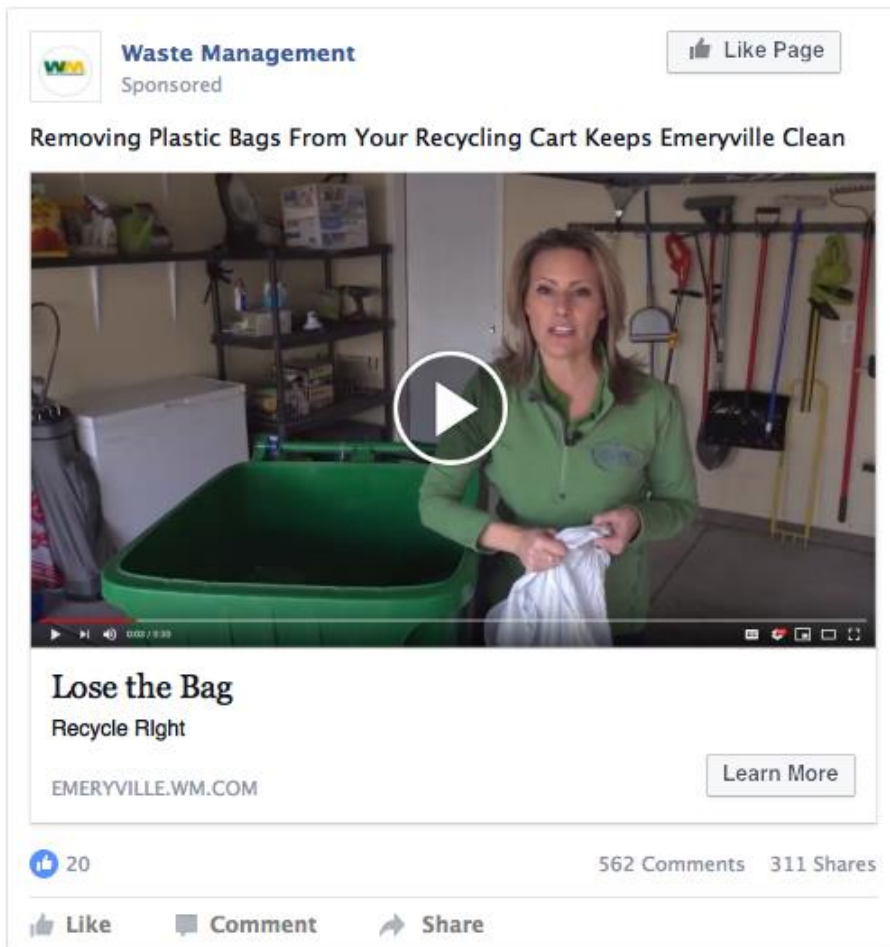 WM
Waste Management
Like Page
Sponsored
Removing Plastic Bags From Your Recycling Cart Keeps Emeryville Clean
Lose the Bag
Recycle Right
EMERYVILLE.WM.COM
Learn More
20
562 Comments 311 Shares
Like Comment Share